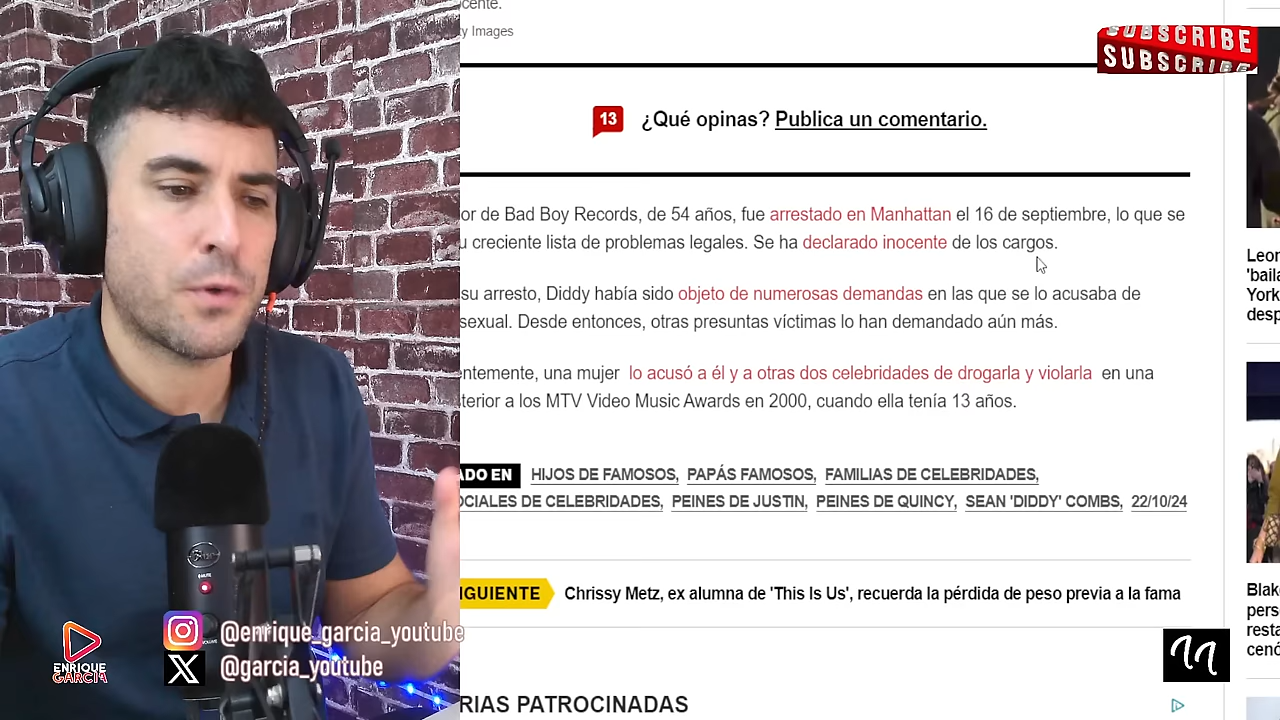 cente.
y Images
SUBSCRIBE
SUBSCRIBE
13 ¿Qué opinas? Publica un comentario.
or de Bad Boy Records, de 54 años, fue arrestado en Manhattan el 16 de septiembre, lo que se
u creciente lista de problemas legales. Se ha declarado inocente de los cargos.
su arresto, Diddy había sido objeto de numerosas demandas en las que se lo acusaba de
sexual. Desde entonces, otras presuntas víctimas lo han demandado aún más.
entemente, una mujer lo acusó a él y a otras dos celebridades de drogarla y violarla en una
terior a los MTV Video Music Awards en 2000, cuando ella tenía 13 años.
ADO EN HIJOS DE FAMOSOS, PAPÁS FAMOSOS, FAMILIAS DE CELEBRIDADES,
OCIALES DE CELEBRIDADES, PEINES DE JUSTIN, PEINES DE QUINCY, SEAN 'DIDDY' COMBS, 22/10/24
IGUIENTE Chrissy Metz, ex alumna de 'This Is Us', recuerda la pérdida de peso previa a la fama
RIAS PATROCINADAS
Leon
'baila
York
desp
Blake
perso
resta
cenó
@enrique_garcia_youtube
@garcia_youtube
ENRIQUE
GARCIA